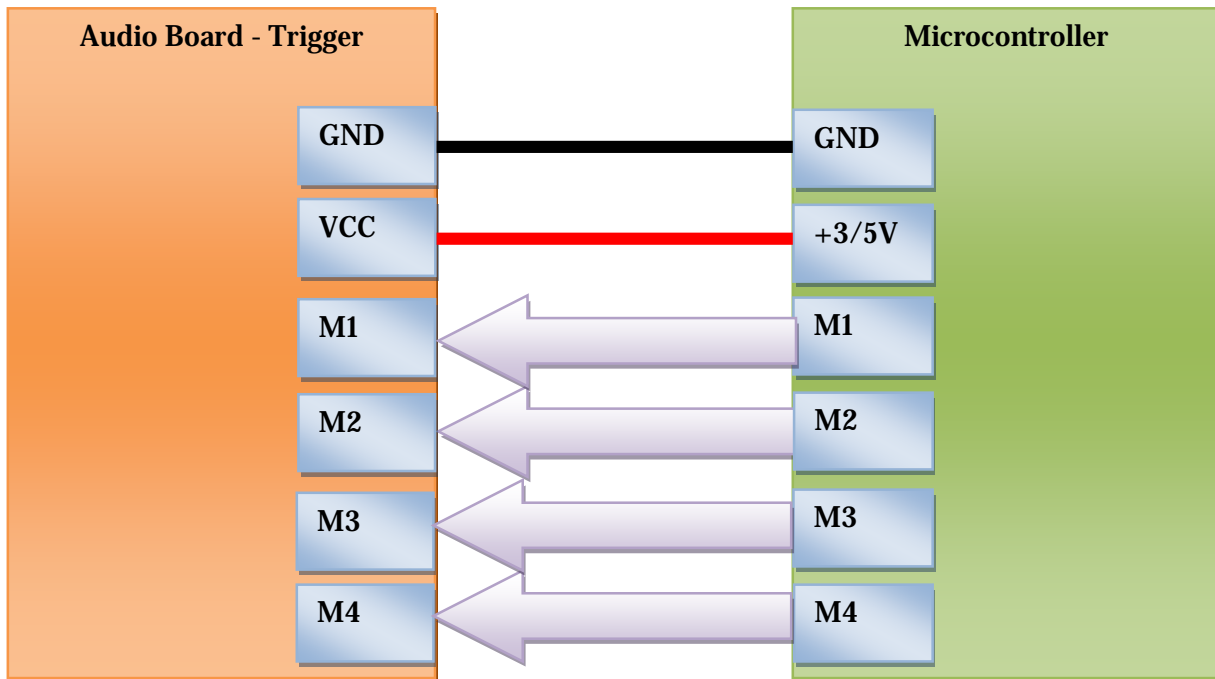 Audio Board - Trigger
Microcontroller
GND
GND
VCC
+3/5V
M1
M1
M2
M2
M3
M3
M4
M4